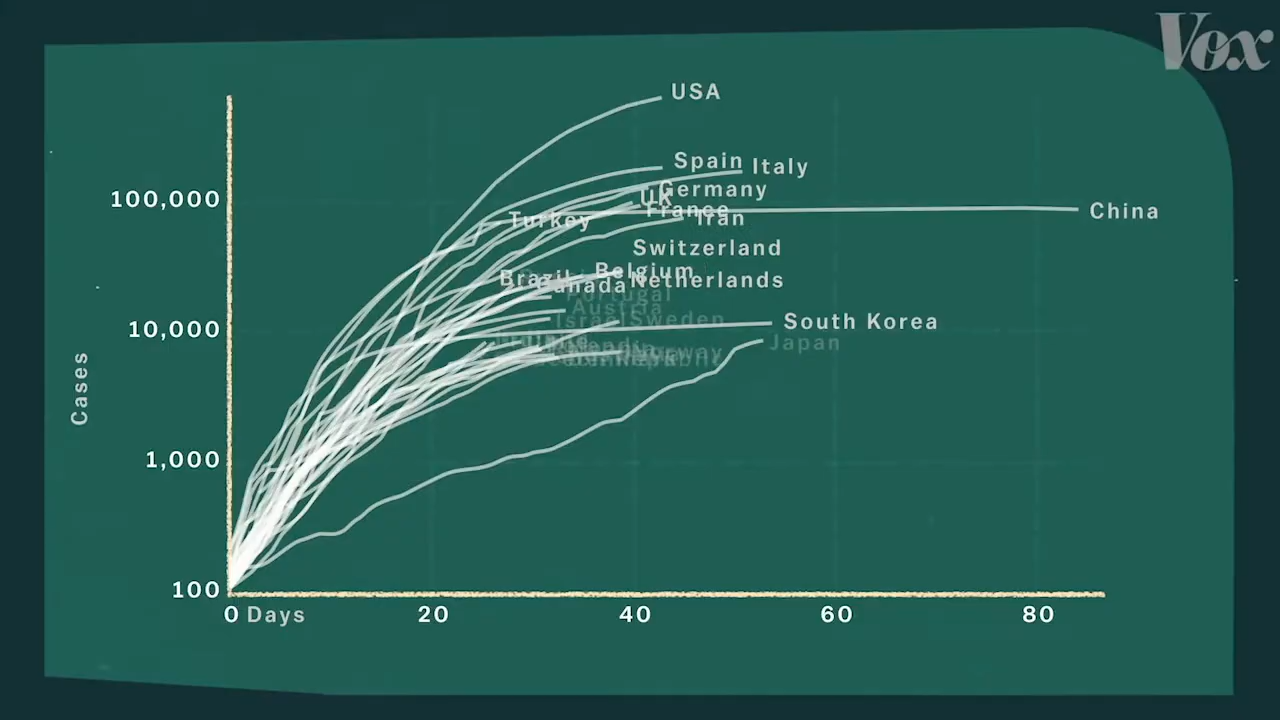 Vox
USA
Spain
Italy
Germany
UK
France
Iran
Turkey
China
100,000
Switzerland
Belgium
Brazil
Canada
Netherlands
Portugal
Austria
Israel
Sweden
South Korea
10,000
Japan
Norway
Cases
1,000
100
0 Days
20
40
60
80